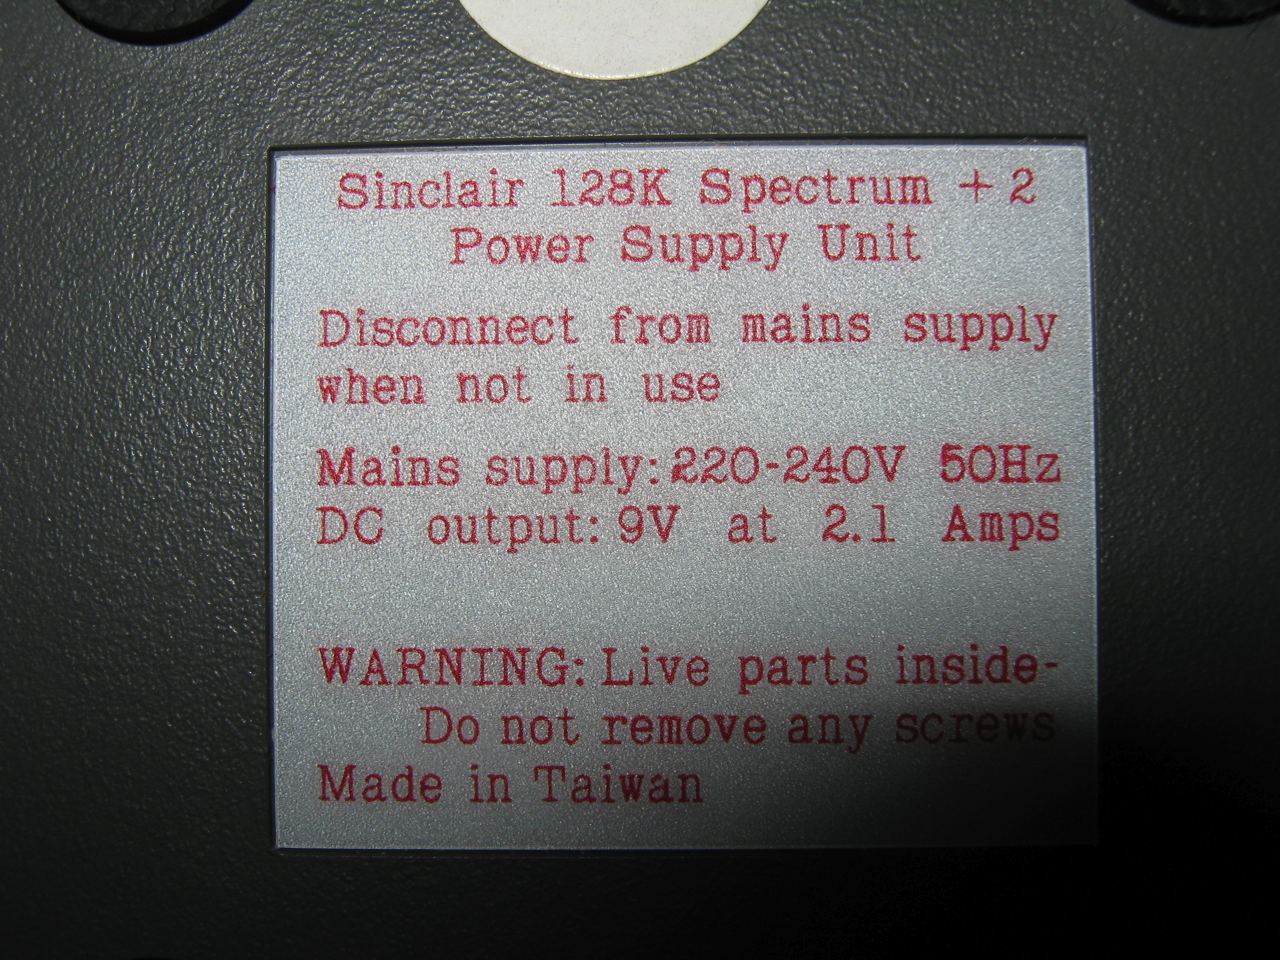 Sinclair 128K Spectrum +2
Power Supply Unit
Disconnect from mains supply
when not in use
Mains supply: 220-240V 50Hz
DC output: 9V at 2.1 Amps
WARNING: Live parts inside-
Do not remove any screws
Made in Taiwan